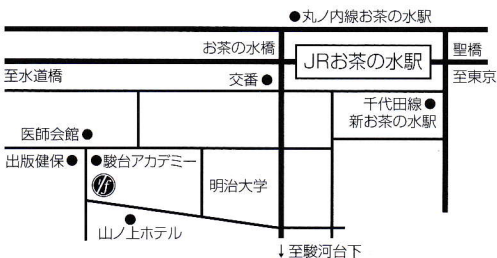 丸ノ内線お茶の水駅
お茶の水橋
JRお茶の水駅
聖橋
至水道橋
交番
至東京
千代田線
新お茶の水駅
医師会館
出版健保
駿台アカデミー
明治大学
山ノ上ホテル
↓至駿河台下